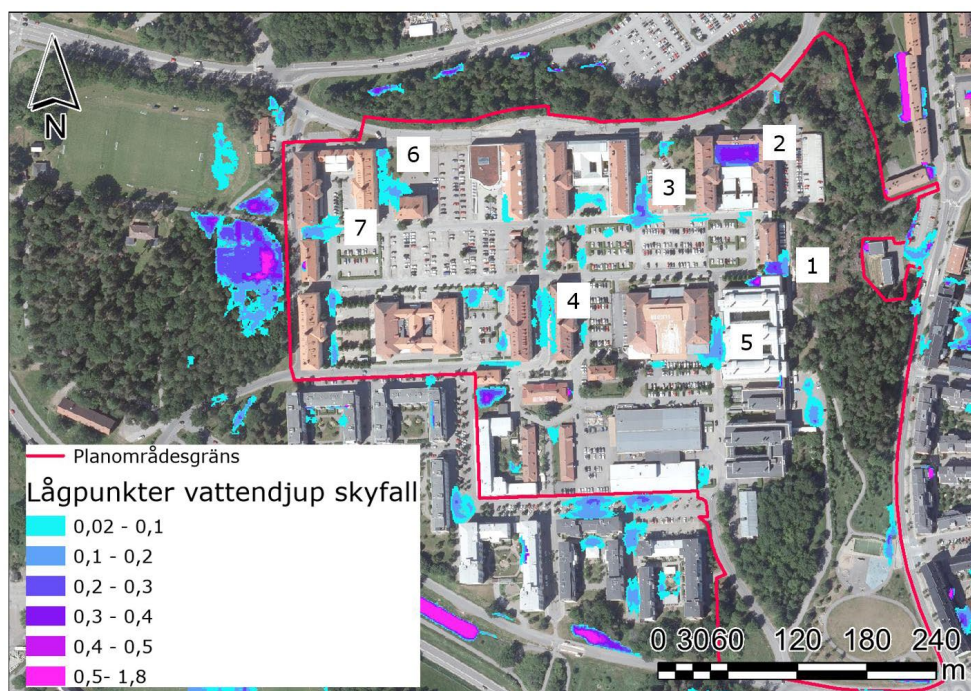 N
6
2
3
7
1
4
5
Planområdesgräns
Lågpunkter vattendjup skyfall
0,02 - 0,1
0,1 - 0,2
0,2 - 0,3
0,3 - 0,4
0,4 - 0,5
0,5- 1,8
0 30 60 120 180 240
m